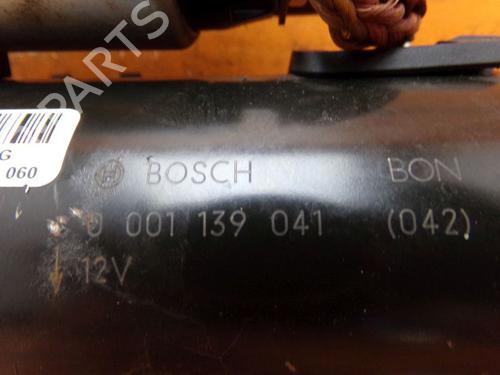 B-PARTS
G
060
BOSCH BON
0 001 139 041 (042)
12V